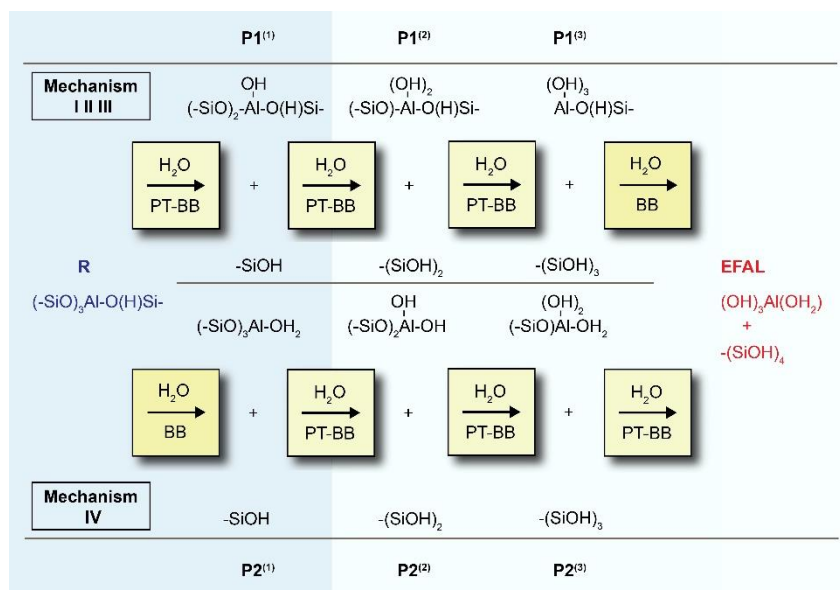 P1⁽¹⁾ P1⁽²⁾ P1⁽³⁾
Mechanism
I II III
OH (OH)₂ (OH)₃
(-SiO)₂-Al-O(H)Si- (-SiO)-Al-O(H)Si- Al-O(H)Si-
H₂O H₂O H₂O H₂O
+ + +
PT-BB PT-BB PT-BB BB
R -SiOH -(SiOH)₂ -(SiOH)₃ EFAL
(-SiO)₃Al-O(H)Si- (OH)₃Al(OH₂)
OH (OH)₂
(-SiO)₃Al-OH₂ (-SiO)₂Al-OH (-SiO)Al-OH₂
+
-(SiOH)₄
H₂O H₂O H₂O H₂O
+ + +
BB PT-BB PT-BB PT-BB
Mechanism
IV
-SiOH -(SiOH)₂ -(SiOH)₃
P2⁽¹⁾ P2⁽²⁾ P2⁽³⁾